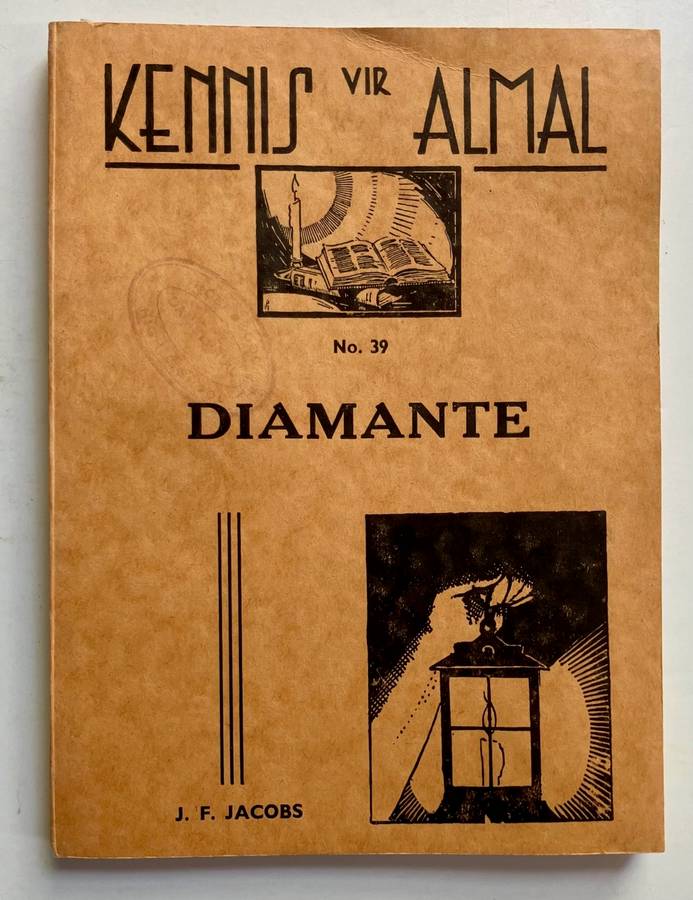 KENNIS VIR ALMAL
No. 39
DIAMANTE
J. F. JACOBS